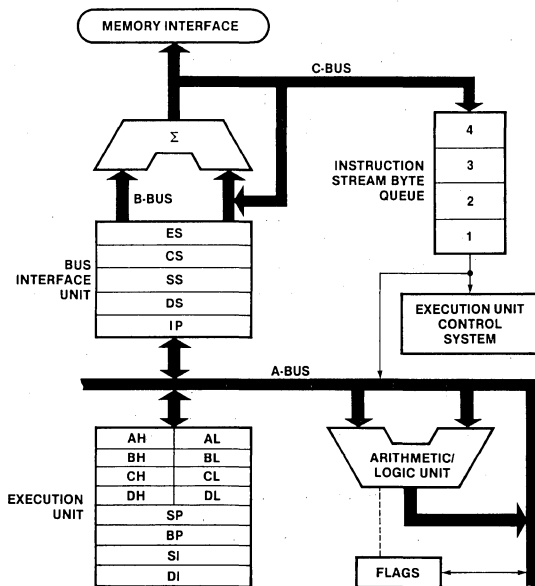 MEMORY INTERFACE
C-BUS
Σ
B-BUS
4
3
2
1
INSTRUCTION
STREAM BYTE
QUEUE
ES
CS
SS
DS
IP
BUS
INTERFACE
UNIT
EXECUTION UNIT
CONTROL
SYSTEM
A-BUS
AH AL
BH BL
CH CL
DH DL
SP
BP
SI
DI
EXECUTION
UNIT
ARITHMETIC/
LOGIC UNIT
FLAGS